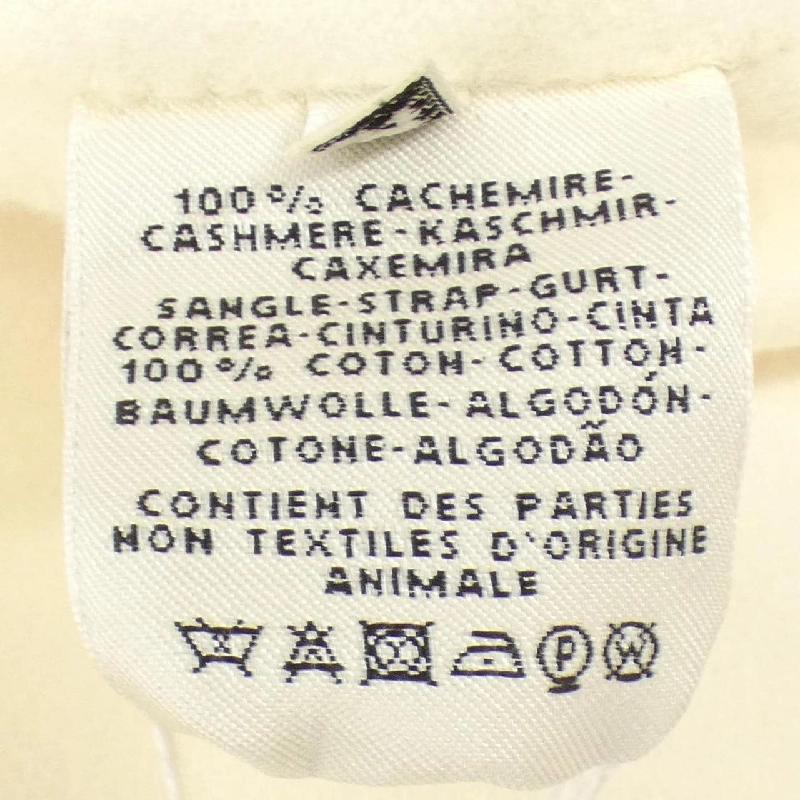 100% CACHEMIRE-
CASHMERE-KASCHMIR-
CAXEMIRA
SANGLE-STRAP-GURT-
CORREA-CINTURINO-CINTA
100% COTON-COTTON-
BAUMWOLLE-ALGODÓN-
COTONE-ALGODÃO
CONTIENT DES PARTIES
NON TEXTILES D'ORIGINE
ANIMALE
P W